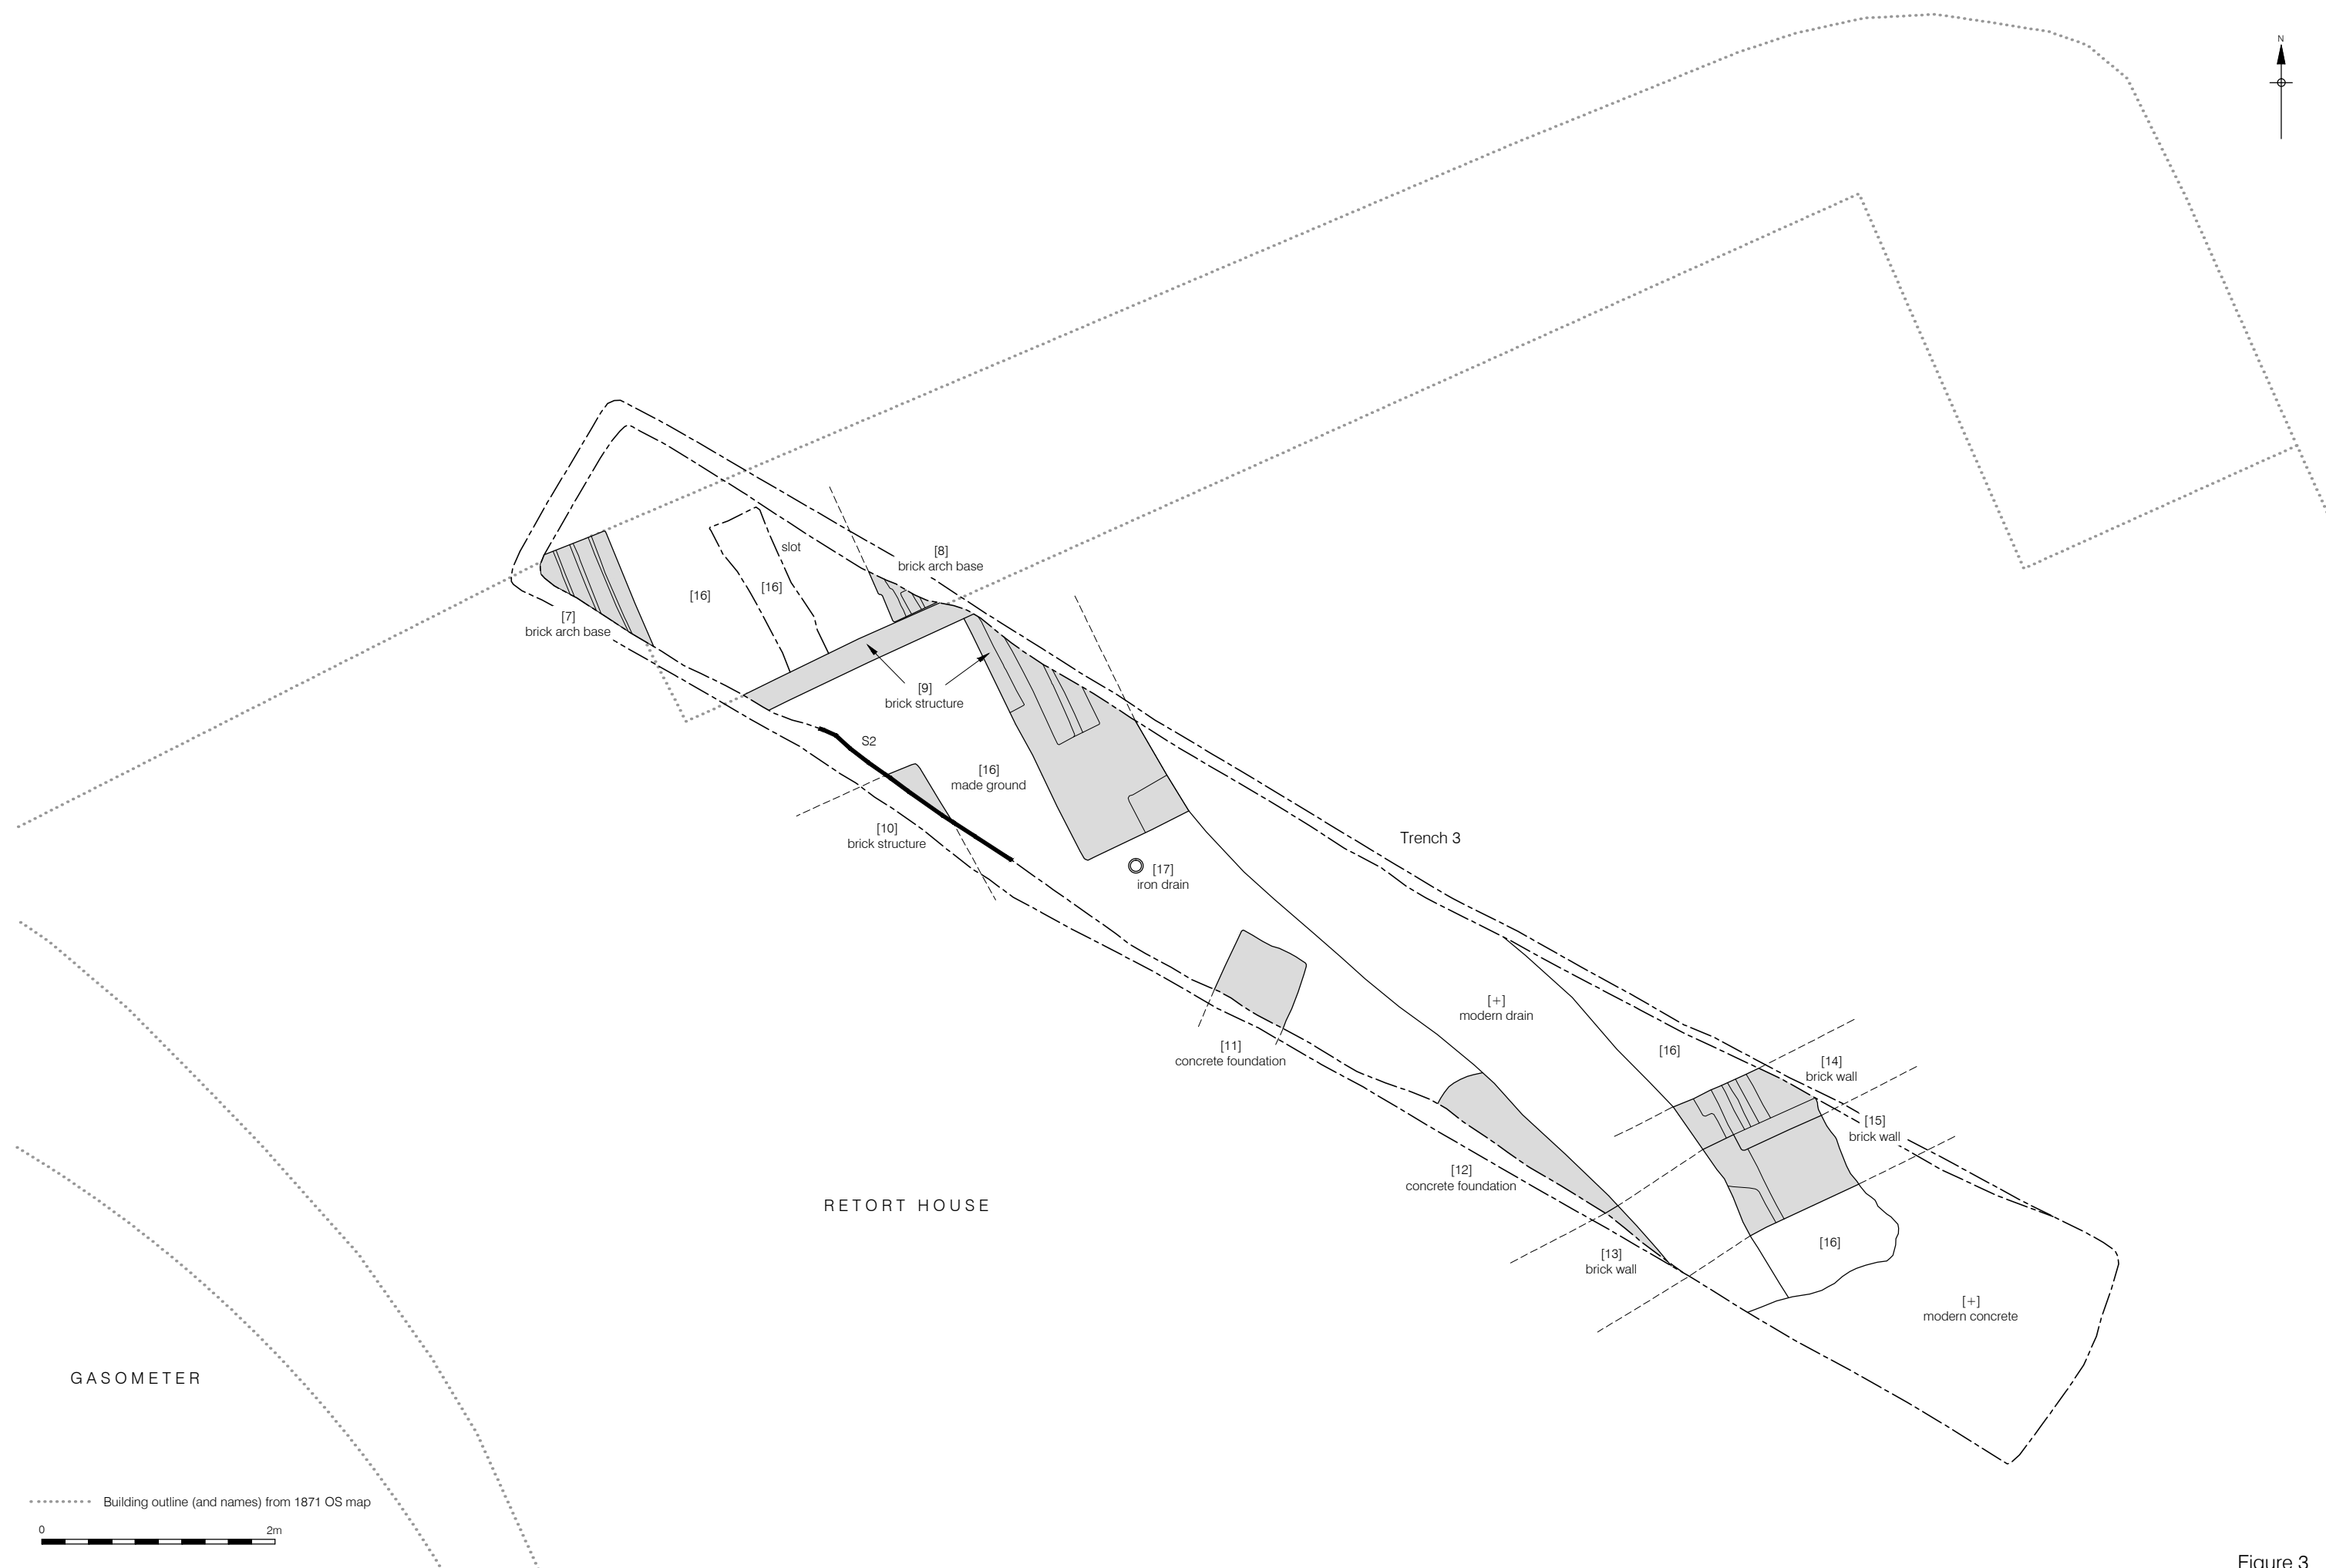 N
slot
[8]
brick arch base
[16]
[16]
[7]
brick arch base
[9]
brick structure
S2
[16]
made ground
[10]
brick structure
Trench 3
[17]
iron drain
[+]
modern drain
[11]
concrete foundation
[16]
[14]
brick wall
[15]
brick wall
[12]
concrete foundation
RETORT HOUSE
[16]
[13]
brick wall
[+]
modern concrete
GASOMETER
Building outline (and names) from 1871 OS map
0 2m
Figure 3